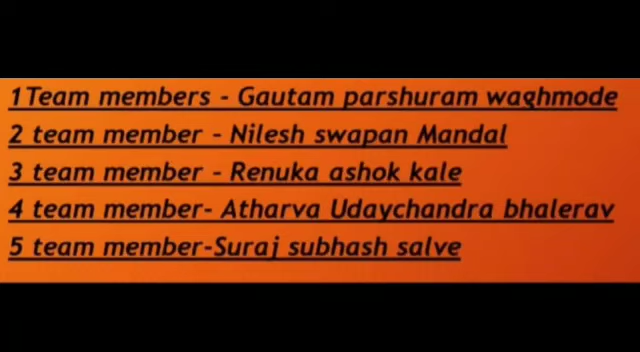 1Team members - Gautam parshuram waghmode
2 team member - Nilesh swapan Mandal
3 team member - Renuka ashok kale
4 team member- Atharva Udaychandra bhalerav
5 team member-Suraj subhash salve